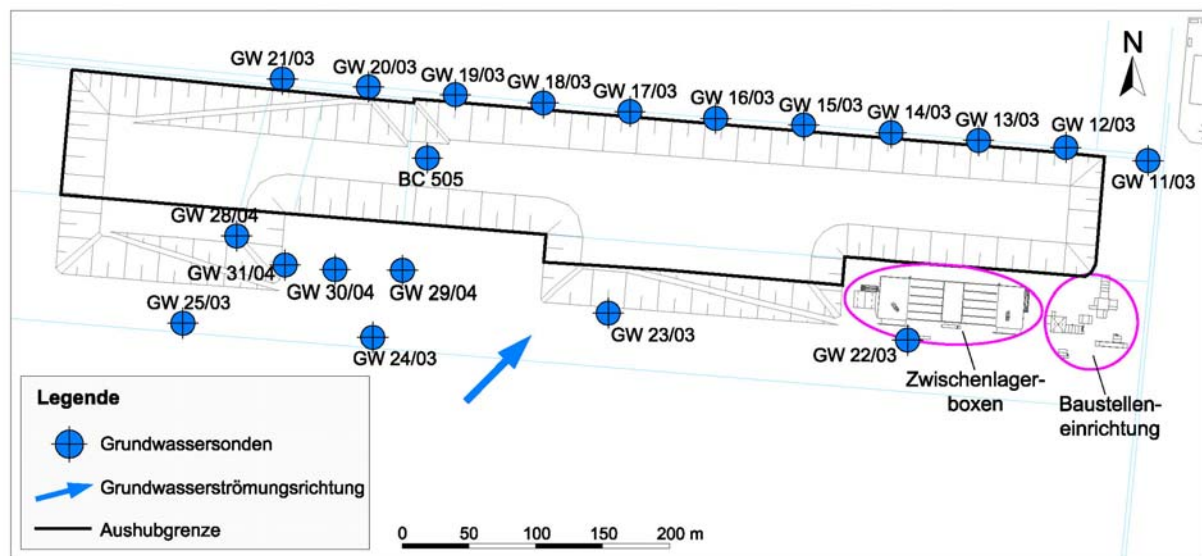 GW 21/03
GW 20/03
GW 19/03
GW 18/03
GW 17/03
GW 16/03
GW 15/03
GW 14/03
GW 13/03
GW 12/03
GW 11/03
N
BC 505
GW 28/04
GW 31/04
GW 30/04
GW 29/04
GW 25/03
GW 24/03
GW 23/03
GW 22/03
Zwischenlager-
boxen
Baustellen-
einrichtung
Legende
Grundwassersonden
Grundwasserströmungsrichtung
Aushubgrenze
0 50 100 150 200 m